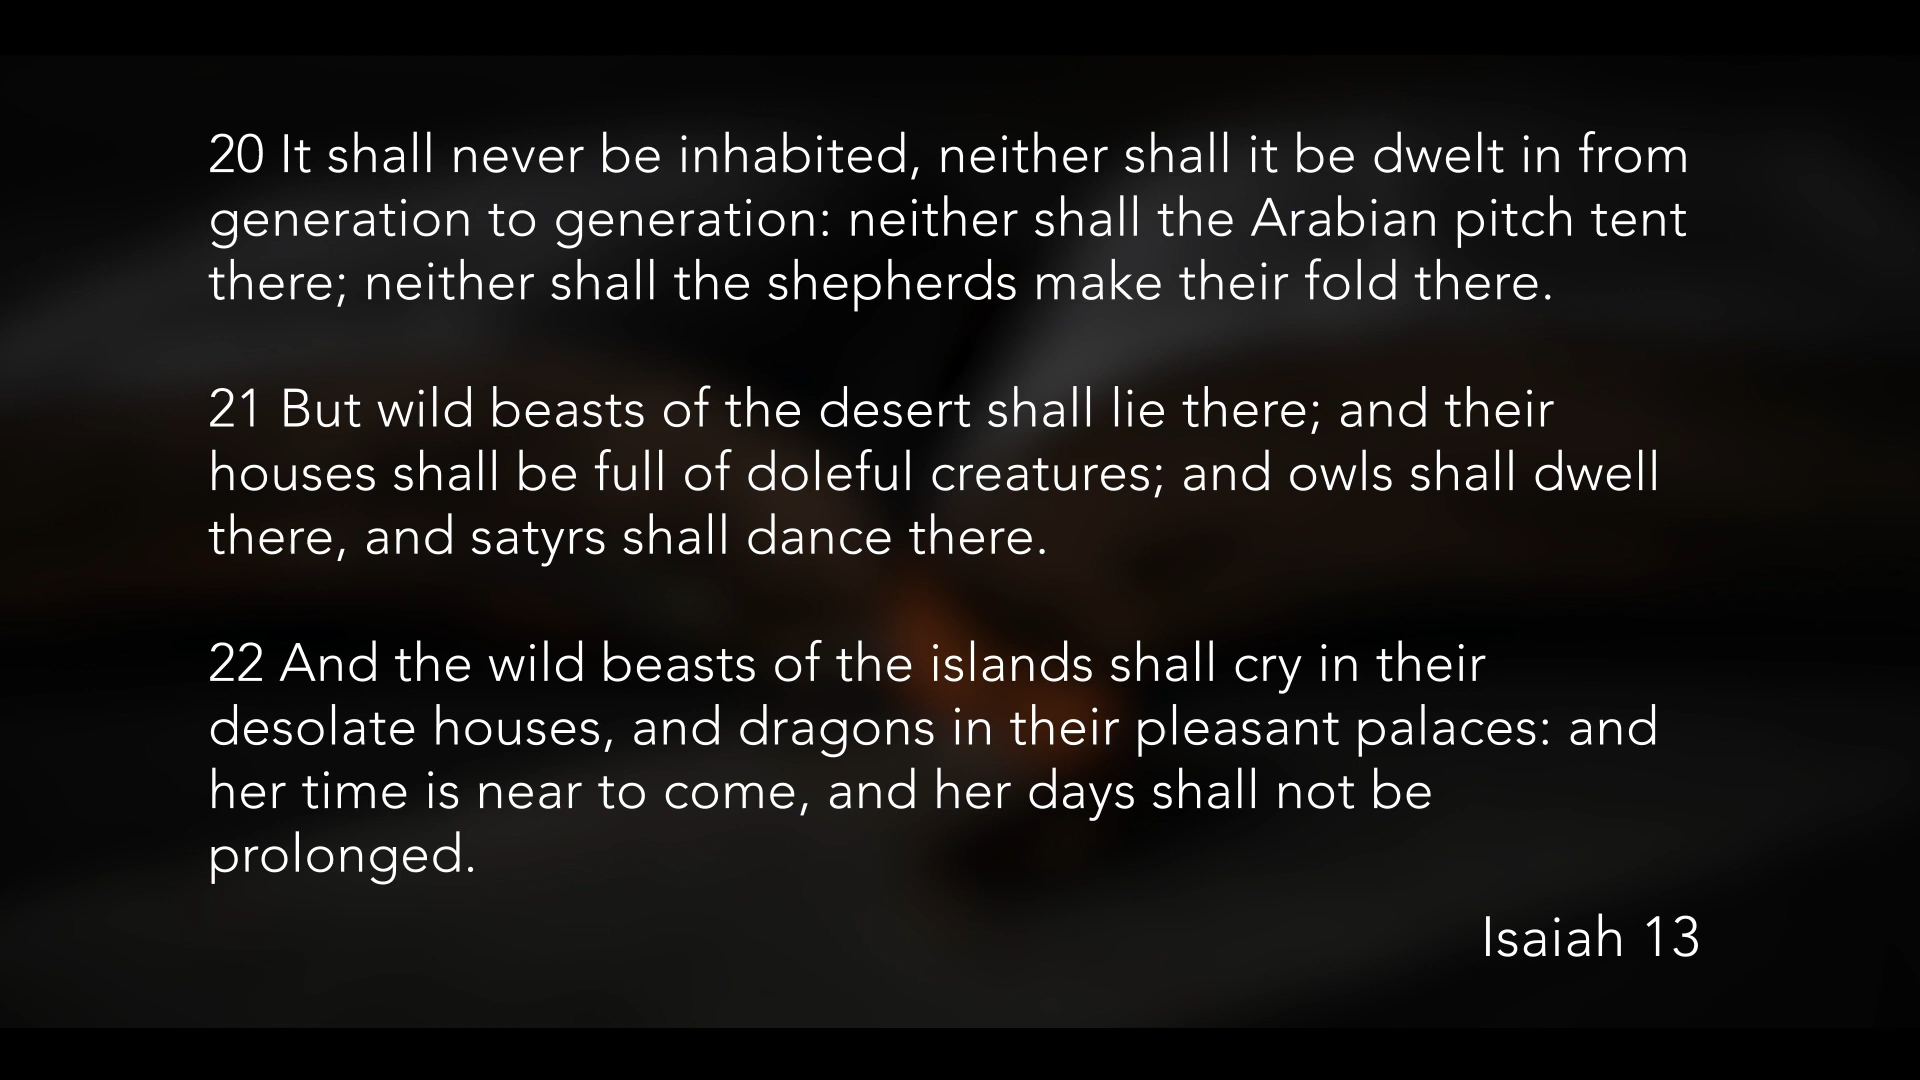 20 It shall never be inhabited, neither shall it be dwelt in from
generation to generation: neither shall the Arabian pitch tent
there; neither shall the shepherds make their fold there.
21 But wild beasts of the desert shall lie there; and their
houses shall be full of doleful creatures; and owls shall dwell
there, and satyrs shall dance there.
22 And the wild beasts of the islands shall cry in their
desolate houses, and dragons in their pleasant palaces: and
her time is near to come, and her days shall not be
prolonged.
Isaiah 13